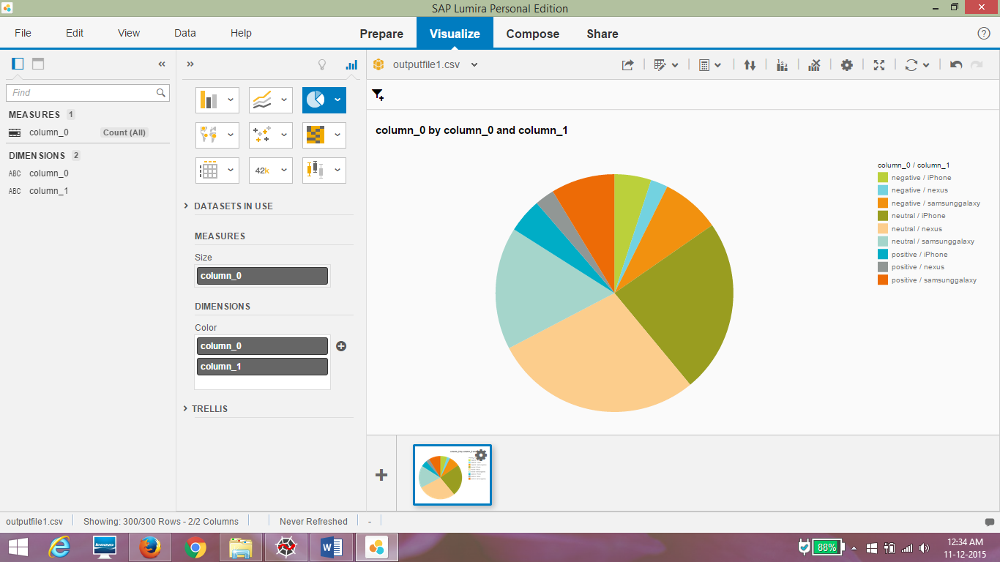 SAP Lumira Personal Edition
File Edit View Data Help Prepare Visualize Compose Share
outputfile1.csv
Find
MEASURES 1
column_0 Count (All)
DIMENSIONS 2
ABC column_0
ABC column_1
42k
DATASETS IN USE
MEASURES
Size
column_0
DIMENSIONS
Color
column_0
column_1
TRELLIS
column_0 by column_0 and column_1
column_0 / column_1
negative / iPhone
negative / nexus
negative / samsunggalaxy
neutral / iPhone
neutral / nexus
neutral / samsunggalaxy
positive / iPhone
positive / nexus
positive / samsunggalaxy
outputfile1.csv Showing: 300/300 Rows - 2/2 Columns Never Refreshed -
lenovo
88%
12:34 AM
11-12-2015